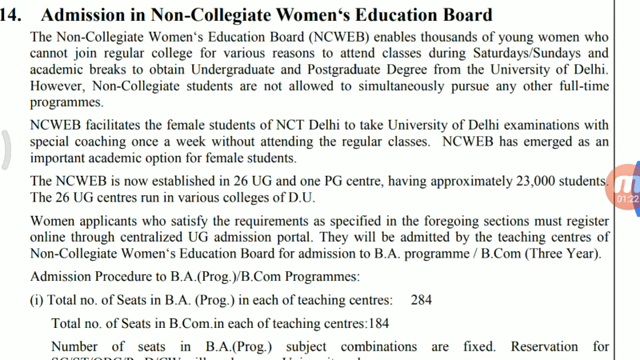 14. Admission in Non-Collegiate Women‘s Education Board
The Non-Collegiate Women‘s Education Board (NCWEB) enables thousands of young women who
cannot join regular college for various reasons to attend classes during Saturdays/Sundays and
academic breaks to obtain Undergraduate and Postgraduate Degree from the University of Delhi.
However, Non-Collegiate students are not allowed to simultaneously pursue any other full-time
programmes.
NCWEB facilitates the female students of NCT Delhi to take University of Delhi examinations with
special coaching once a week without attending the regular classes. NCWEB has emerged as an
important academic option for female students.
The NCWEB is now established in 26 UG and one PG centre, having approximately 23,000 students.
The 26 UG centres run in various colleges of D.U.
01:22
Women applicants who satisfy the requirements as specified in the foregoing sections must register
online through centralized UG admission portal. They will be admitted by the teaching centres of
Non-Collegiate Women‘s Education Board for admission to B.A. programme / B.Com (Three Year).
Admission Procedure to B.A.(Prog)/B.Com Programmes:
(i) Total no. of Seats in B.A. (Prog.) in each of teaching centres: 284
Total no. of Seats in B.Com.in each of teaching centres:184
Number of seats in B.A.(Prog.) subject combinations are fixed. Reservation for